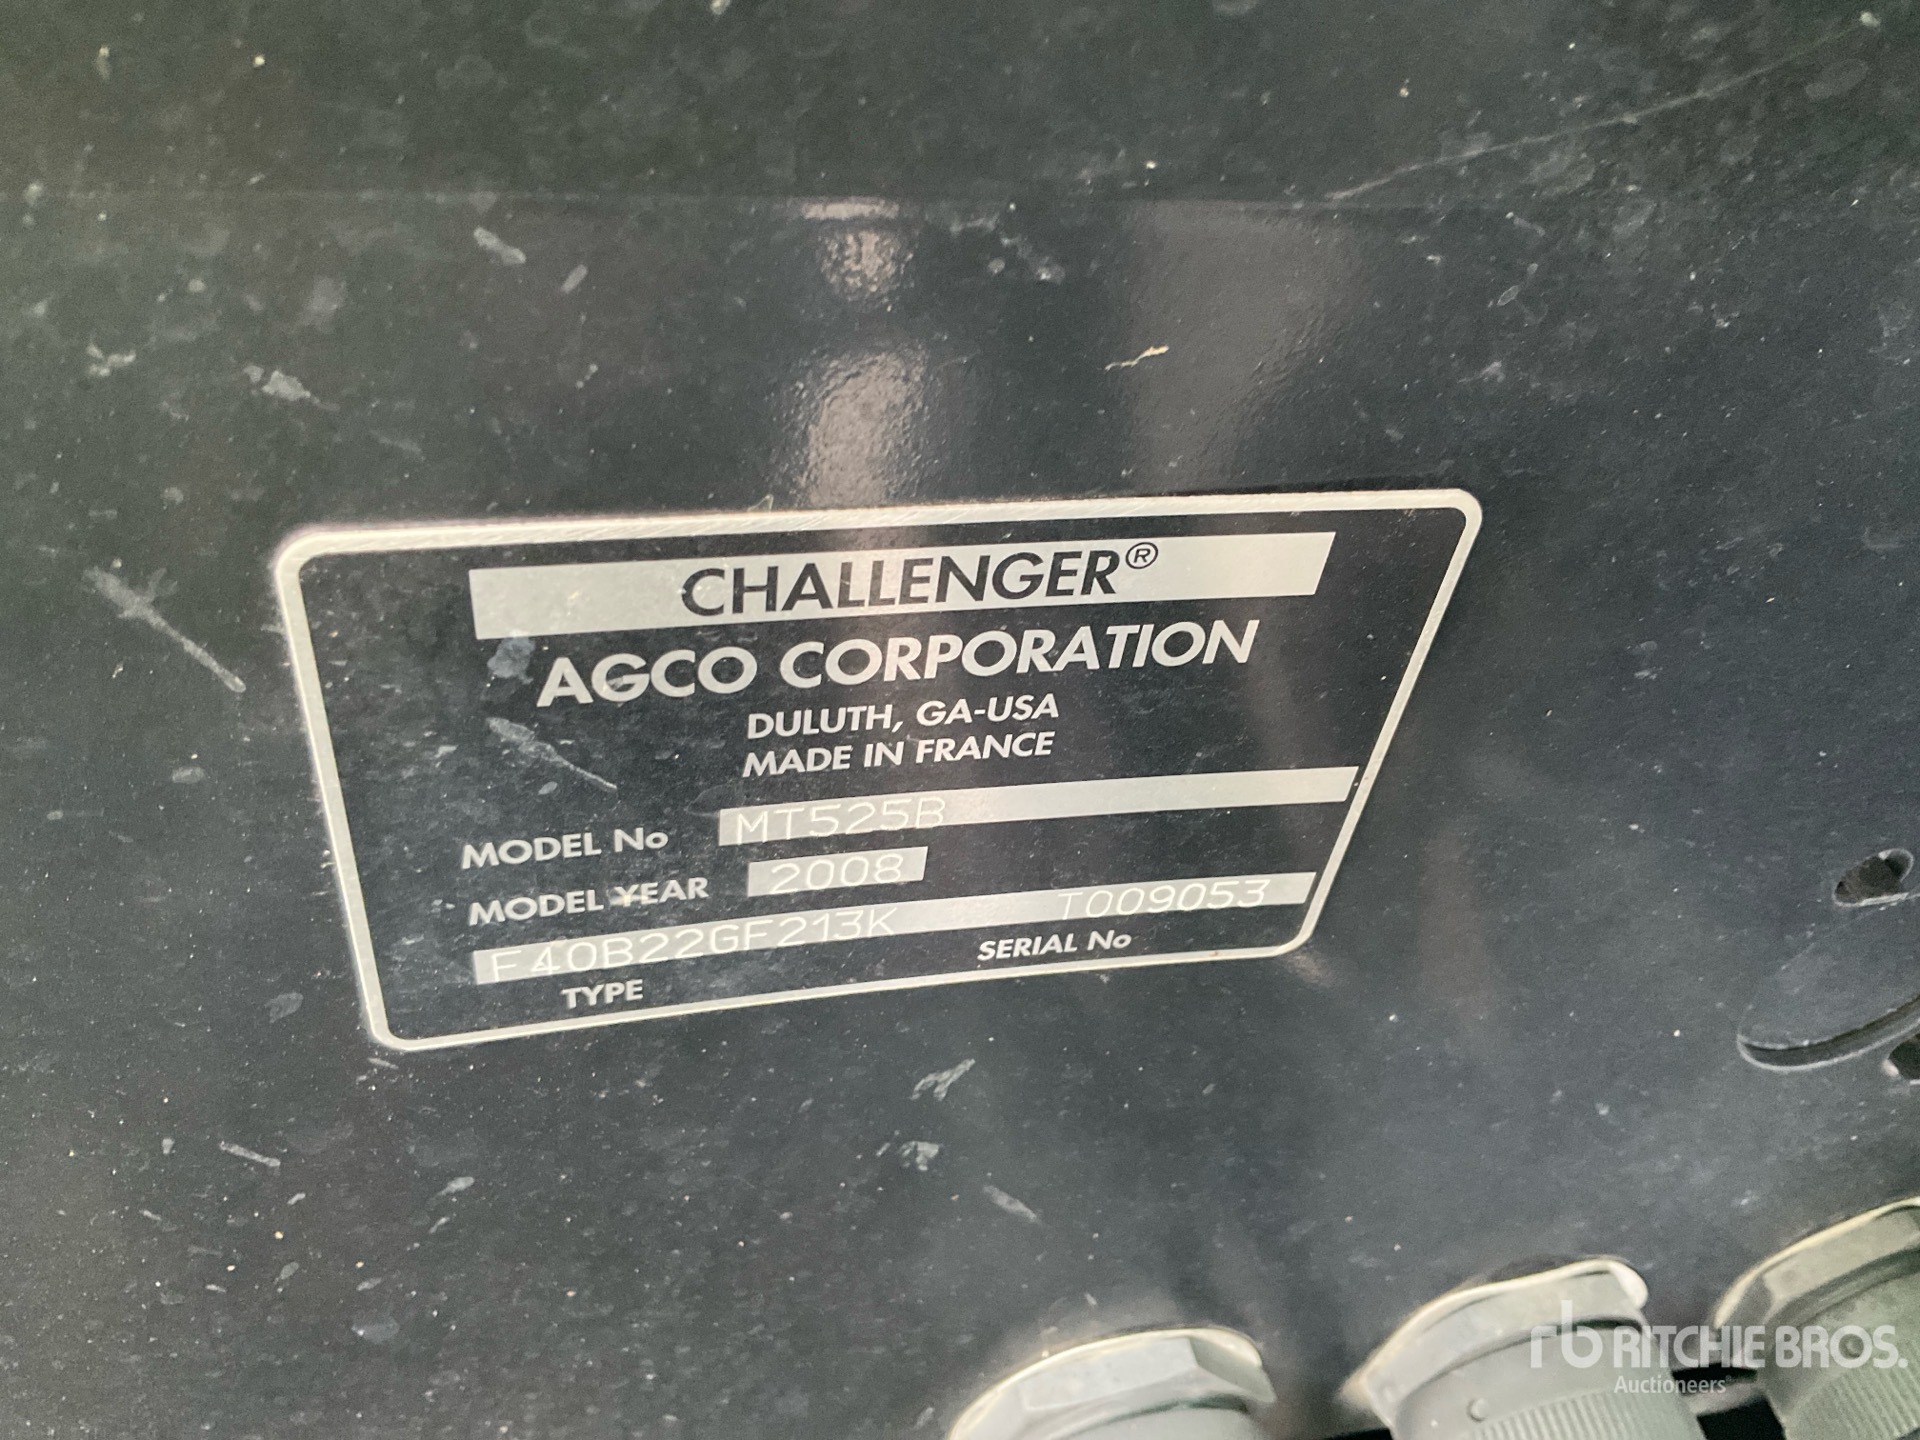 CHALLENGER®
AGCO CORPORATION
DULUTH, GA-USA
MADE IN FRANCE
MODEL No MT525B
MODEL YEAR 2008
F40B22GF213K T009053
TYPE SERIAL No
rb RITCHIE BROS.
Auctioneers